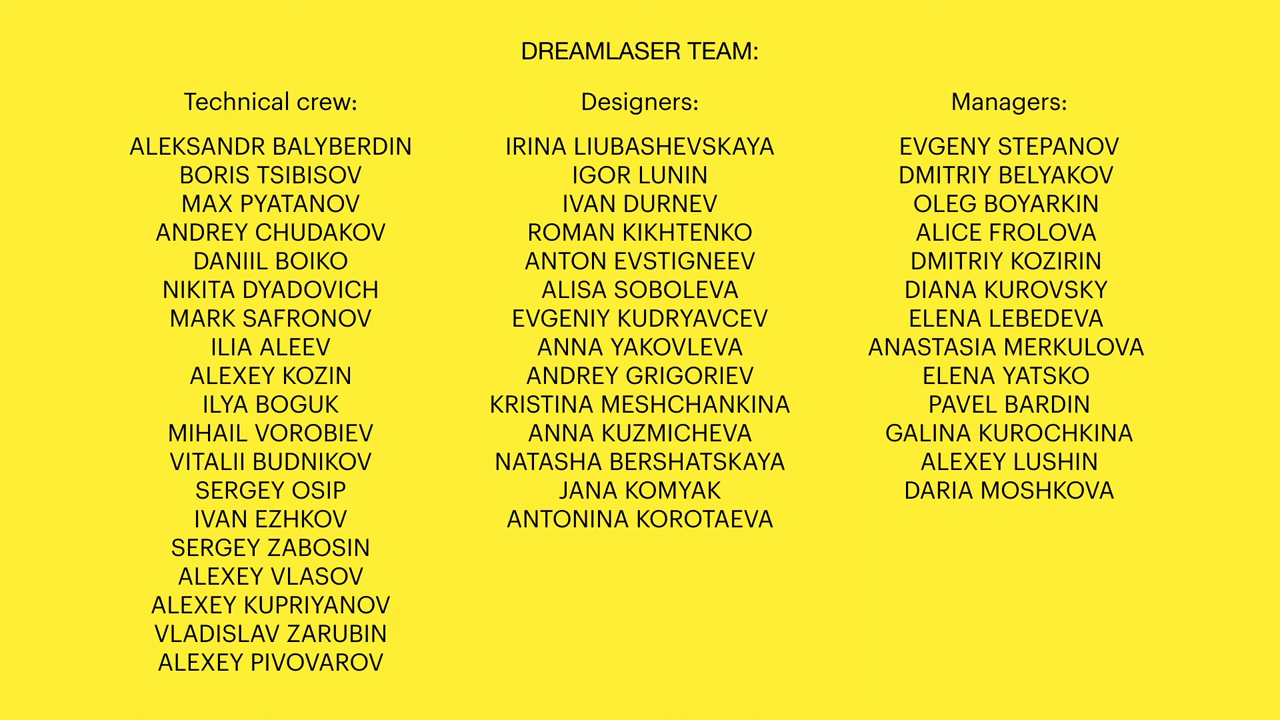 DREAMLASER TEAM:
Technical crew:
ALEKSANDR BALYBERDIN
BORIS TSIBISOV
MAX PYATANOV
ANDREY CHUDAKOV
DANIIL BOIKO
NIKITA DYADOVICH
MARK SAFRONOV
ILIA ALEEV
ALEXEY KOZIN
ILYA BOGUK
MIHAIL VOROBIEV
VITALII BUDNIKOV
SERGEY OSIP
IVAN EZHKOV
SERGEY ZABOSIN
ALEXEY VLASOV
ALEXEY KUPRIYANOV
VLADISLAV ZARUBIN
ALEXEY PIVOVAROV
Designers:
IRINA LIUBASHEVSKAYA
IGOR LUNIN
IVAN DURNEV
ROMAN KIKHTENKO
ANTON EVSTIGNEEV
ALISA SOBOLEVA
EVGENIY KUDRYAVCEV
ANNA YAKOVLEVA
ANDREY GRIGORIEV
KRISTINA MESHCHANKINA
ANNA KUZMICHEVA
NATASHA BERSHATSKAYA
JANA KOMYAK
ANTONINA KOROTAEVA
Managers:
EVGENY STEPANOV
DMITRIY BELYAKOV
OLEG BOYARKIN
ALICE FROLOVA
DMITRIY KOZIRIN
DIANA KUROVSKY
ELENA LEBEDEVA
ANASTASIA MERKULOVA
ELENA YATSKO
PAVEL BARDIN
GALINA KUROCHKINA
ALEXEY LUSHIN
DARIA MOSHKOVA